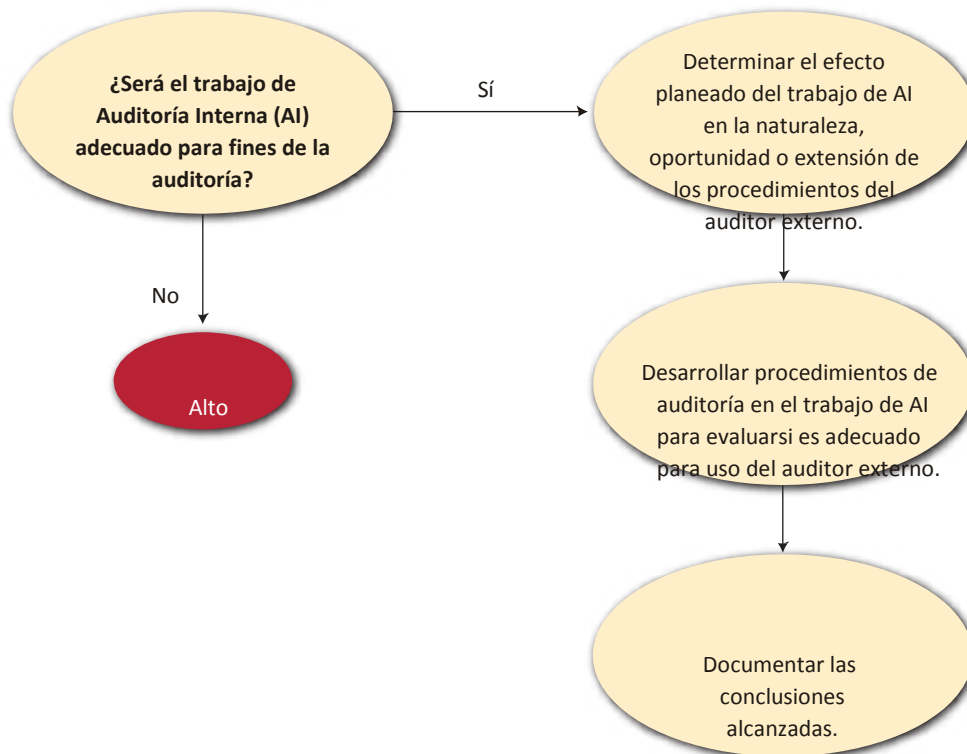 ¿Será el trabajo de
Auditoría Interna (AI)
adecuado para fines de la
auditoría?
Sí
Determinar el efecto
planeado del trabajo de AI
en la naturaleza,
oportunidad o extensión de
los procedimientos del
auditor externo.
No
Alto
Desarrollar procedimientos de
auditoría en el trabajo de AI
para evaluarsi es adecuado
para uso del auditor externo.
Documentar las
conclusiones
alcanzadas.